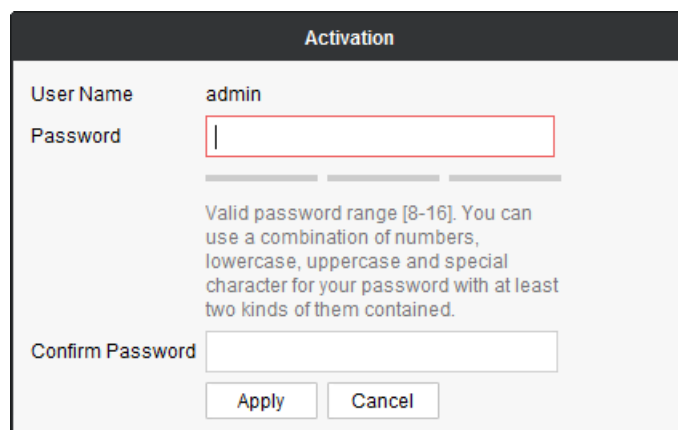 Activation
User Name admin
Password
Valid password range [8-16]. You can
use a combination of numbers,
lowercase, uppercase and special
character for your password with at least
two kinds of them contained.
Confirm Password
Apply Cancel